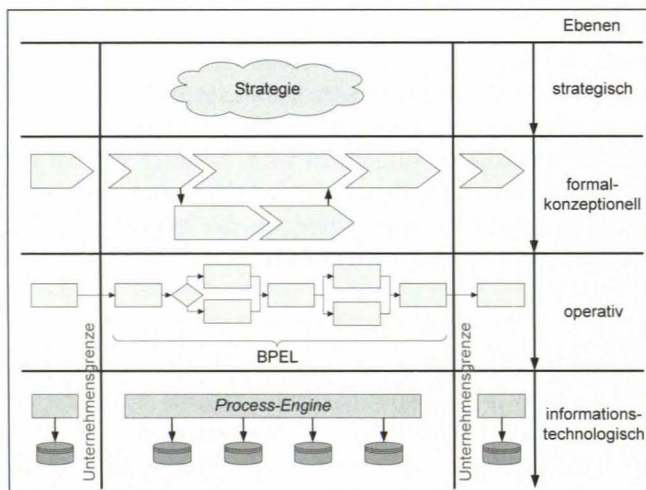 Ebenen
Strategie
strategisch
formal-
konzeptionell
operativ
BPEL
Unternehmensgrenze
Unternehmensgrenze
Process-Engine
informations-
technologisch